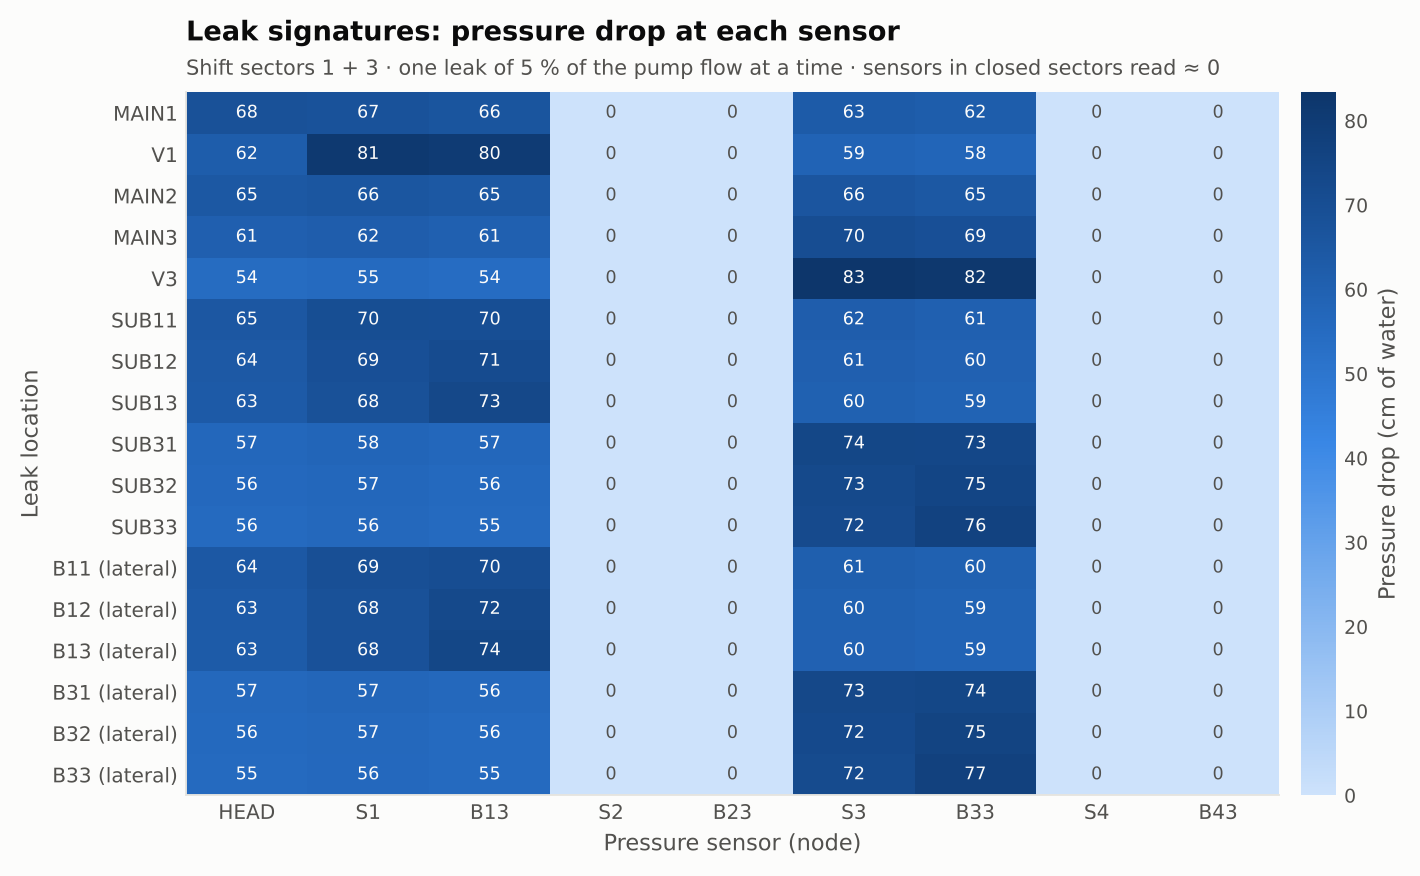 Leak signatures: pressure drop at each sensor
Shift sectors 1 + 3 · one leak of 5 % of the pump flow at a time · sensors in closed sectors read ≈ 0
MAIN1 68 67 66 0 0 63 62 0 0
V1 62 81 80 0 0 59 58 0 0
MAIN2 65 66 65 0 0 66 65 0 0
MAIN3 61 62 61 0 0 70 69 0 0
V3 54 55 54 0 0 83 82 0 0
SUB11 65 70 70 0 0 62 61 0 0
SUB12 64 69 71 0 0 61 60 0 0
SUB13 63 68 73 0 0 60 59 0 0
SUB31 57 58 57 0 0 74 73 0 0
SUB32 56 57 56 0 0 73 75 0 0
SUB33 56 56 55 0 0 72 76 0 0
B11 (lateral) 64 69 70 0 0 61 60 0 0
B12 (lateral) 63 68 72 0 0 60 59 0 0
B13 (lateral) 63 68 74 0 0 60 59 0 0
B31 (lateral) 57 57 56 0 0 73 74 0 0
B32 (lateral) 56 57 56 0 0 72 75 0 0
B33 (lateral) 55 56 55 0 0 72 77 0 0
HEAD S1 B13 S2 B23 S3 B33 S4 B43
Pressure sensor (node)
Leak location
80
70
60
50
40
30
20
10
0
Pressure drop (cm of water)